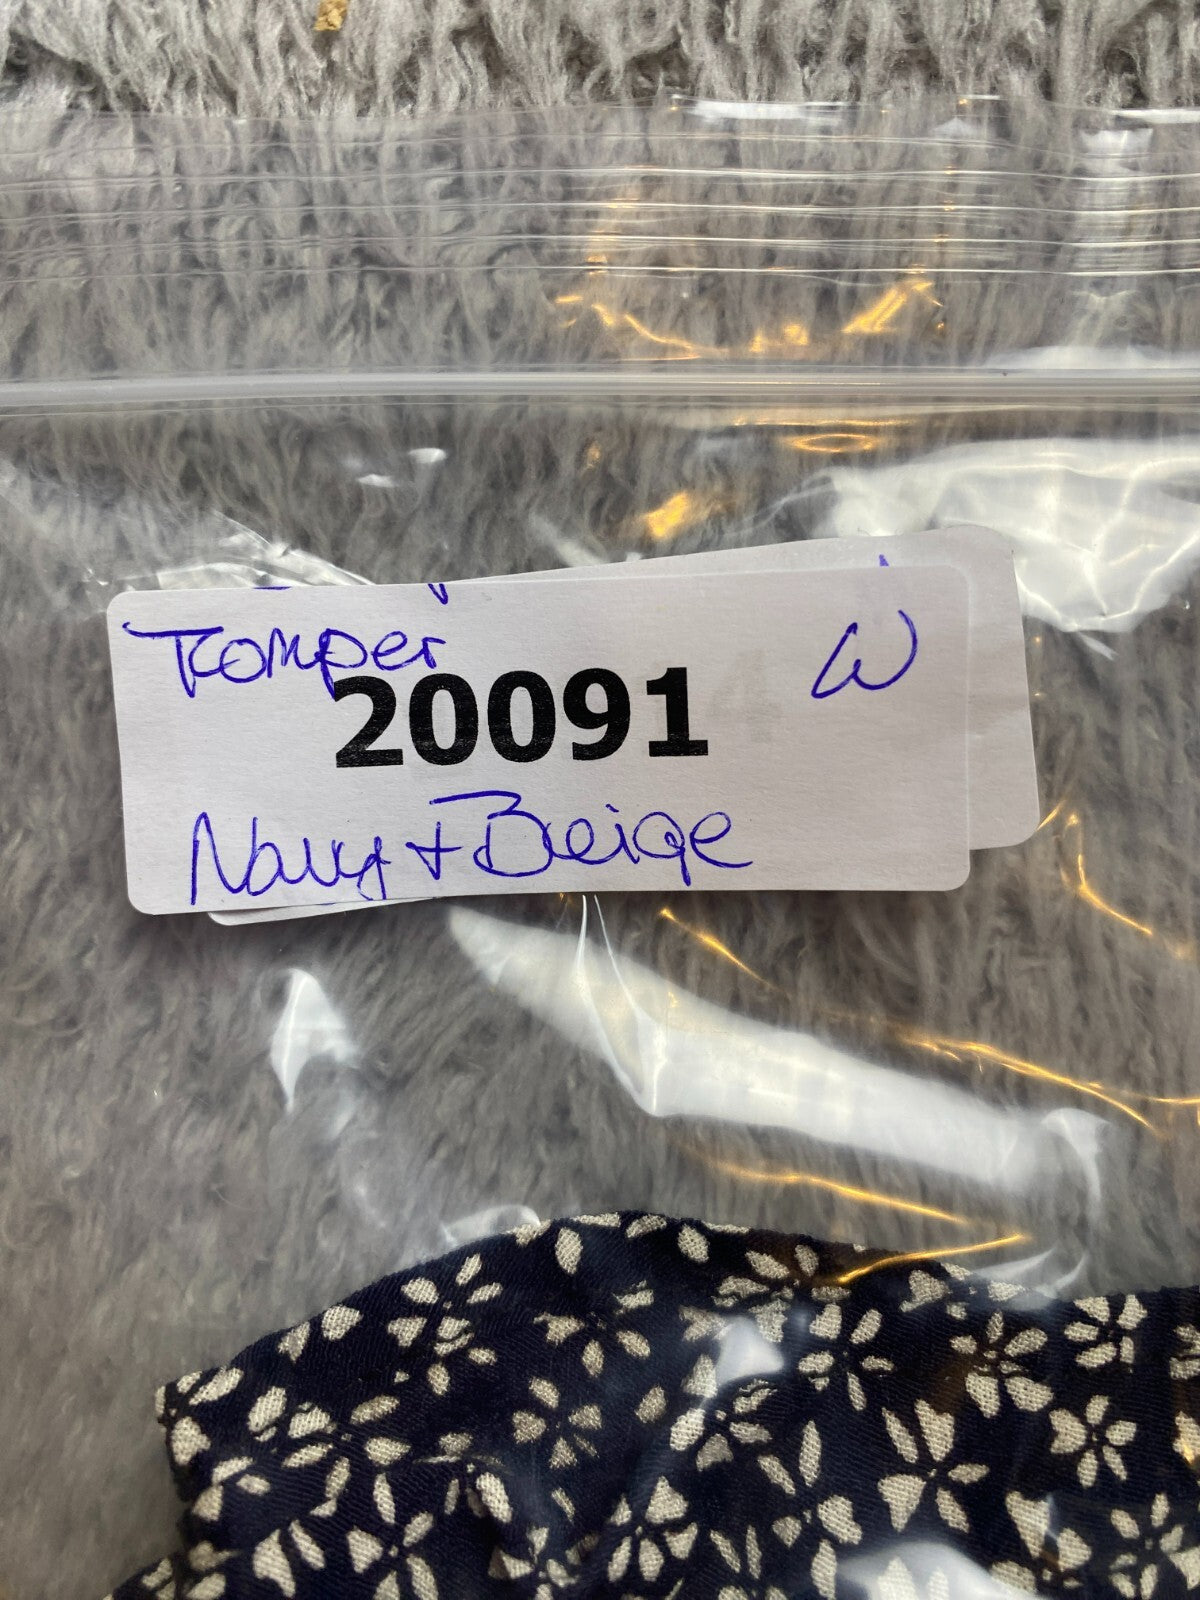 Romper W
20091
Navy + Beige